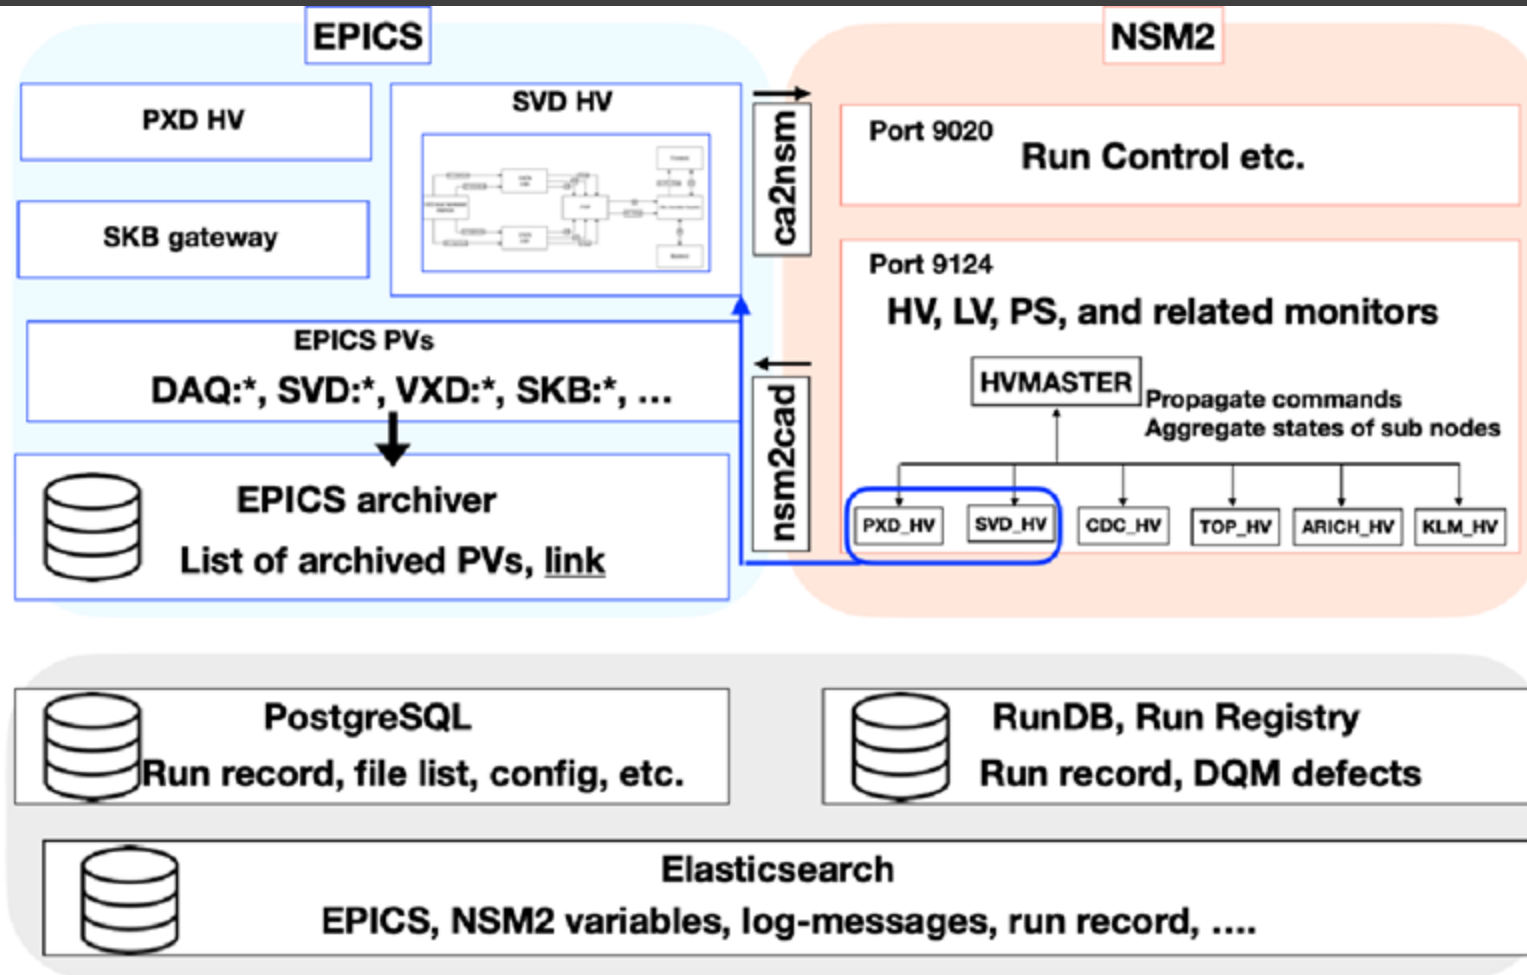 EPICS
PXD HV
SVD HV
SKB gateway
EPICS PVs
DAQ:*, SVD:*, VXD:*, SKB:*, ...
EPICS archiver
List of archived PVs, link
ca2nsm
nsm2cad
NSM2
Port 9020
Run Control etc.
Port 9124
HV, LV, PS, and related monitors
HVMASTER
Propagate commands
Aggregate states of sub nodes
PXD_HV
SVD_HV
CDC_HV
TOP_HV
ARICH_HV
KLM_HV
PostgreSQL
Run record, file list, config, etc.
RunDB, Run Registry
Run record, DQM defects
Elasticsearch
EPICS, NSM2 variables, log-messages, run record, ....